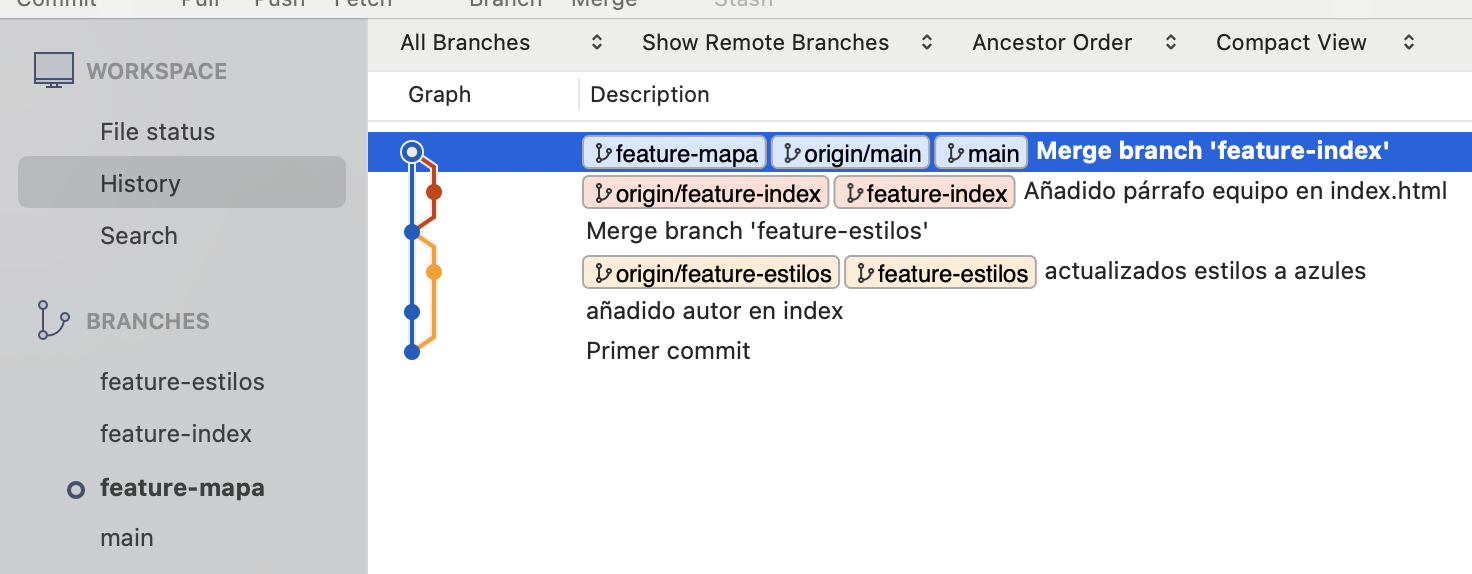 Commit Pull Push Fetch Branch Merge Stash
All Branches Show Remote Branches Ancestor Order Compact View
WORKSPACE
Graph Description
File status
feature-mapa origin/main main Merge branch 'feature-index'
History
origin/feature-index feature-index Añadido párrafo equipo en index.html
Search
Merge branch 'feature-estilos'
origin/feature-estilos feature-estilos actualizados estilos a azules
BRANCHES
añadido autor en index
Primer commit
feature-estilos
feature-index
feature-mapa
main